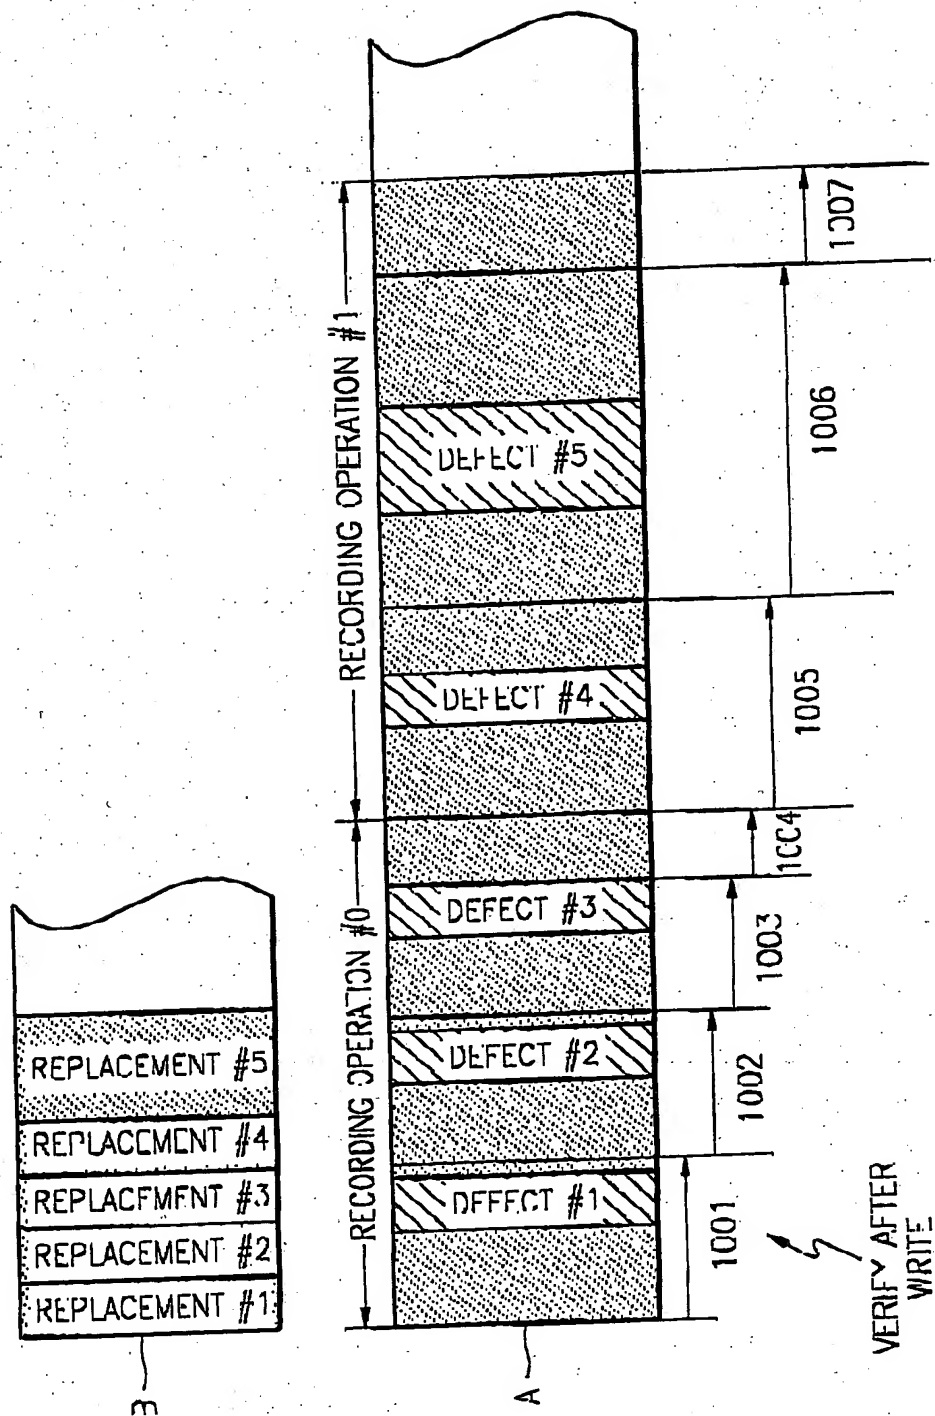 REPLACEMENT #5
REPLACEMENT #4
REPLACEMENT #3
REPLACEMENT #2
REPLACEMENT #1
B
RECORDING OPERATION #1
RECORDING OPERATION #0
DEFECT #5
DEFECT #4
DEFECT #3
DEFECT #2
DEFECT #1
A
1007
1006
1005
1004
1003
1002
1001
VERIFY AFTER
WRITE